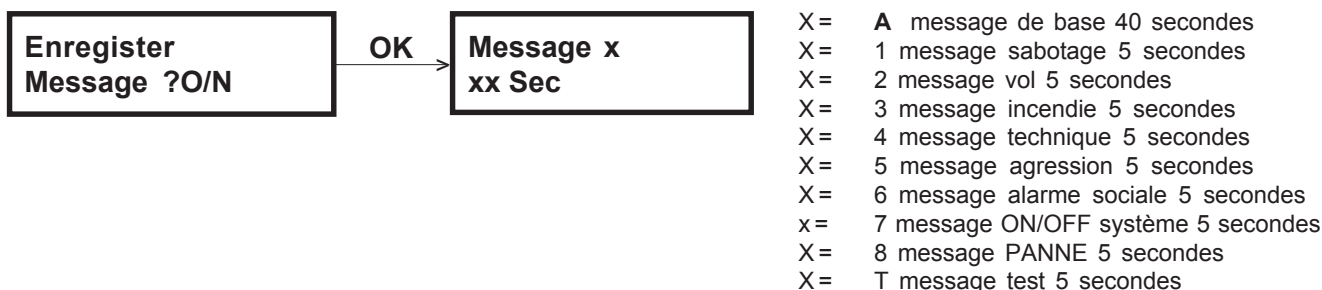 Enregister
Message ?O/N
OK
Message x
xx Sec
X = A message de base 40 secondes
X = 1 message sabotage 5 secondes
X = 2 message vol 5 secondes
X = 3 message incendie 5 secondes
X = 4 message technique 5 secondes
X = 5 message agression 5 secondes
X = 6 message alarme sociale 5 secondes
x = 7 message ON/OFF système 5 secondes
X = 8 message PANNE 5 secondes
X = T message test 5 secondes